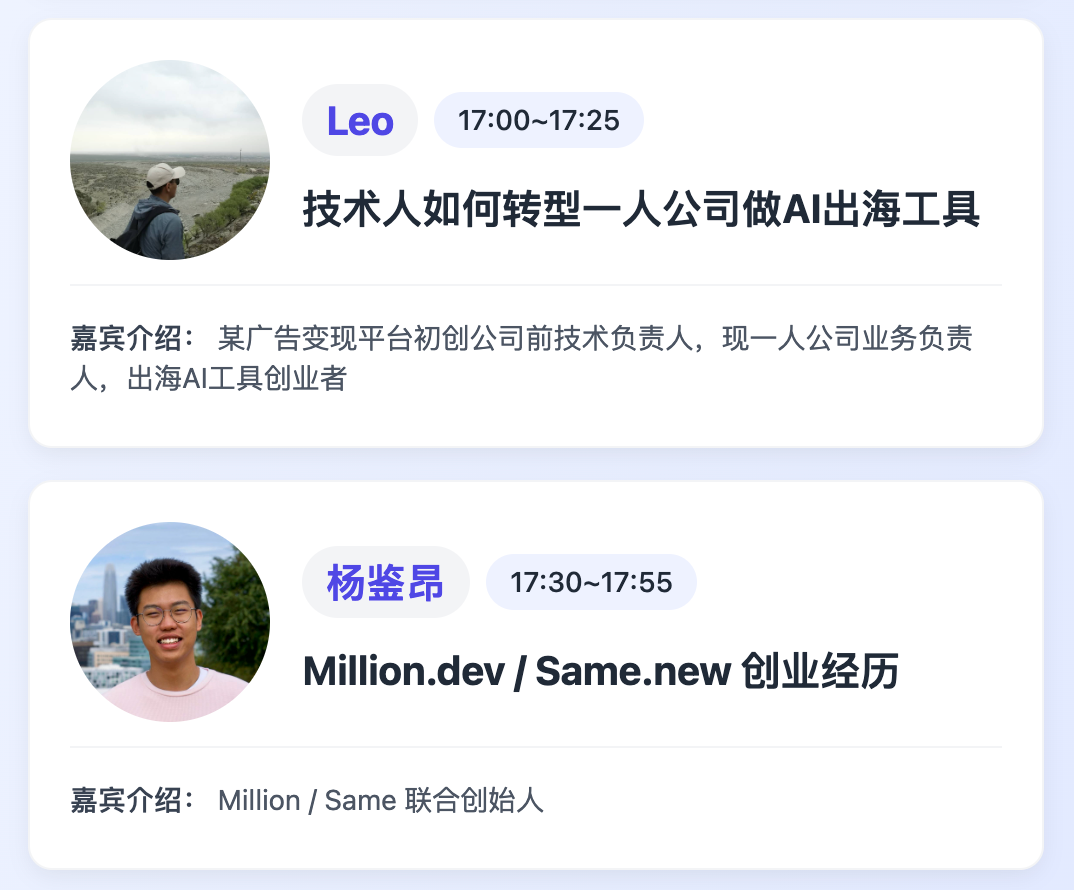 Leo
17:00~17:25
技术人如何转型一人公司做AI出海工具
嘉宾介绍： 某广告变现平台初创公司前技术负责人，现一人公司业务负责
人，出海AI工具创业者
杨鉴昂
17:30~17:55
Million.dev / Same.new 创业经历
嘉宾介绍： Million / Same 联合创始人